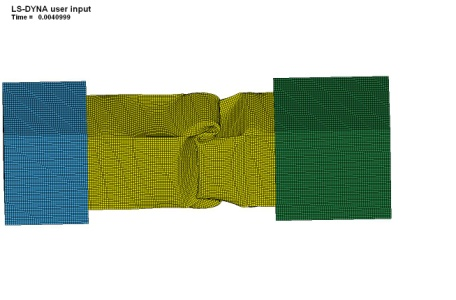 LS-DYNA user input
Time = 0.0040999